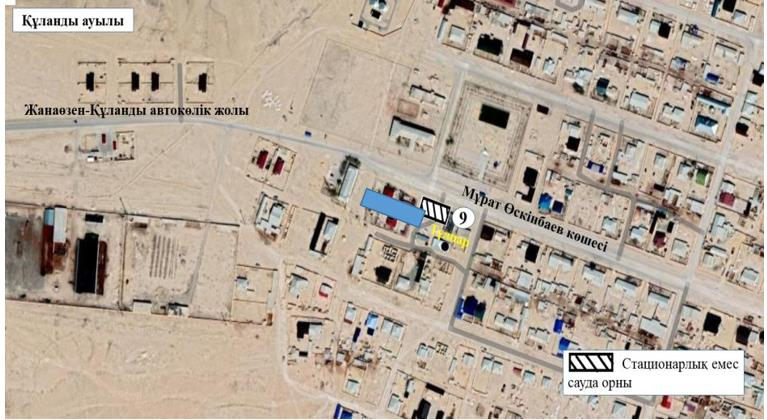 Құланды ауылы
Жанаөзен-Құланды автокөлік жолы
Мұрат Өскінбаев көшесі
9
Стационарлық емес
сауда орны